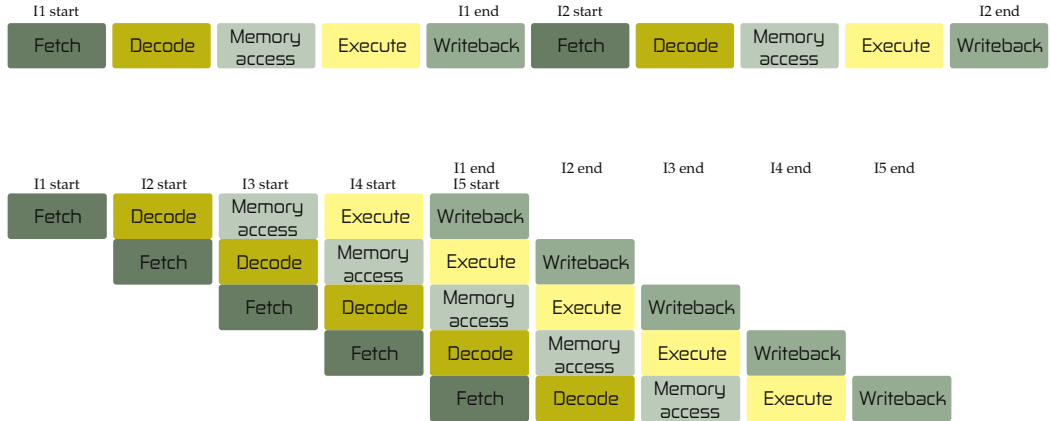 I1 start I1 end I2 start I2 end
Fetch Decode Memory access Execute Writeback Fetch Decode Memory access Execute Writeback
I1 end I2 end I3 end I4 end I5 end
I1 start I2 start I3 start I4 start I5 start
Fetch Decode Memory access Execute Writeback
Fetch Decode Memory access Execute Writeback
Fetch Decode Memory access Execute Writeback
Fetch Decode Memory access Execute Writeback
Fetch Decode Memory access Execute Writeback